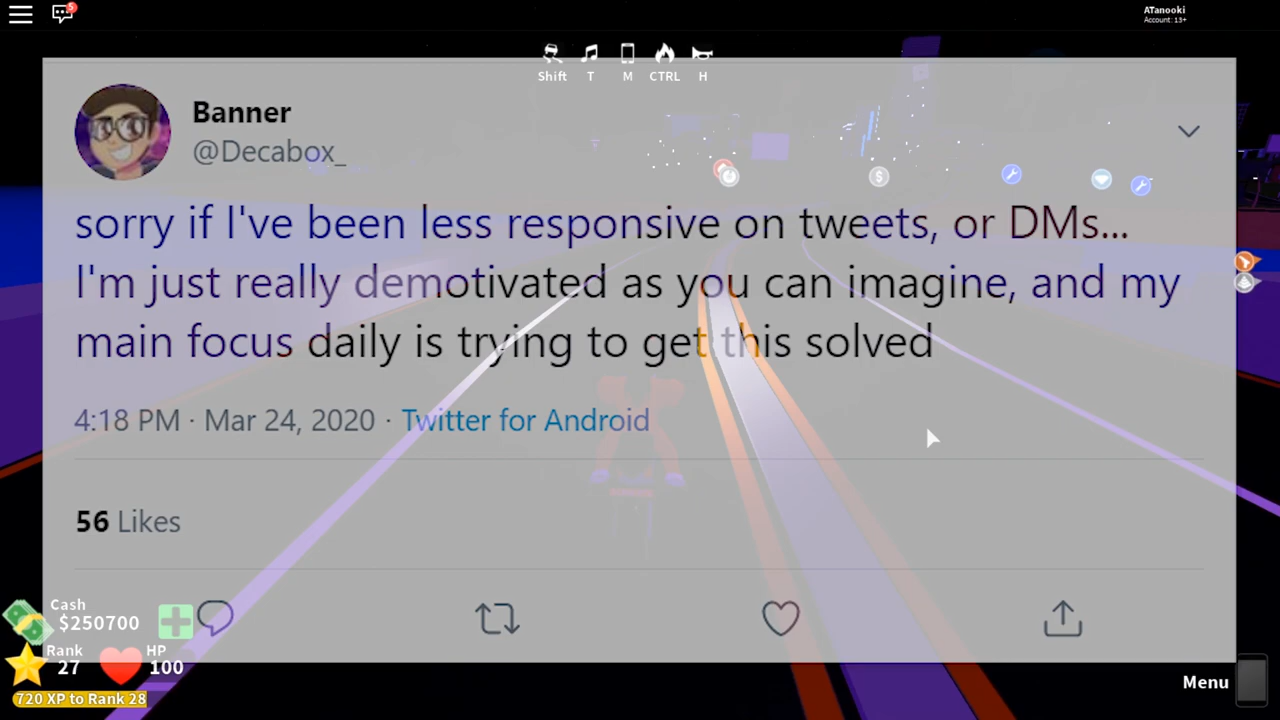 5
ATanooki
Account: 13+
Shift T M CTRL H
Banner
@Decabox_
$
sorry if I've been less responsive on tweets, or DMs...
I'm just really demotivated as you can imagine, and my
main focus daily is trying to get this solved
4:18 PM · Mar 24, 2020 · Twitter for Android
56 Likes
Cash
$250700
Rank HP
27 100
720 XP to Rank 28
Menu